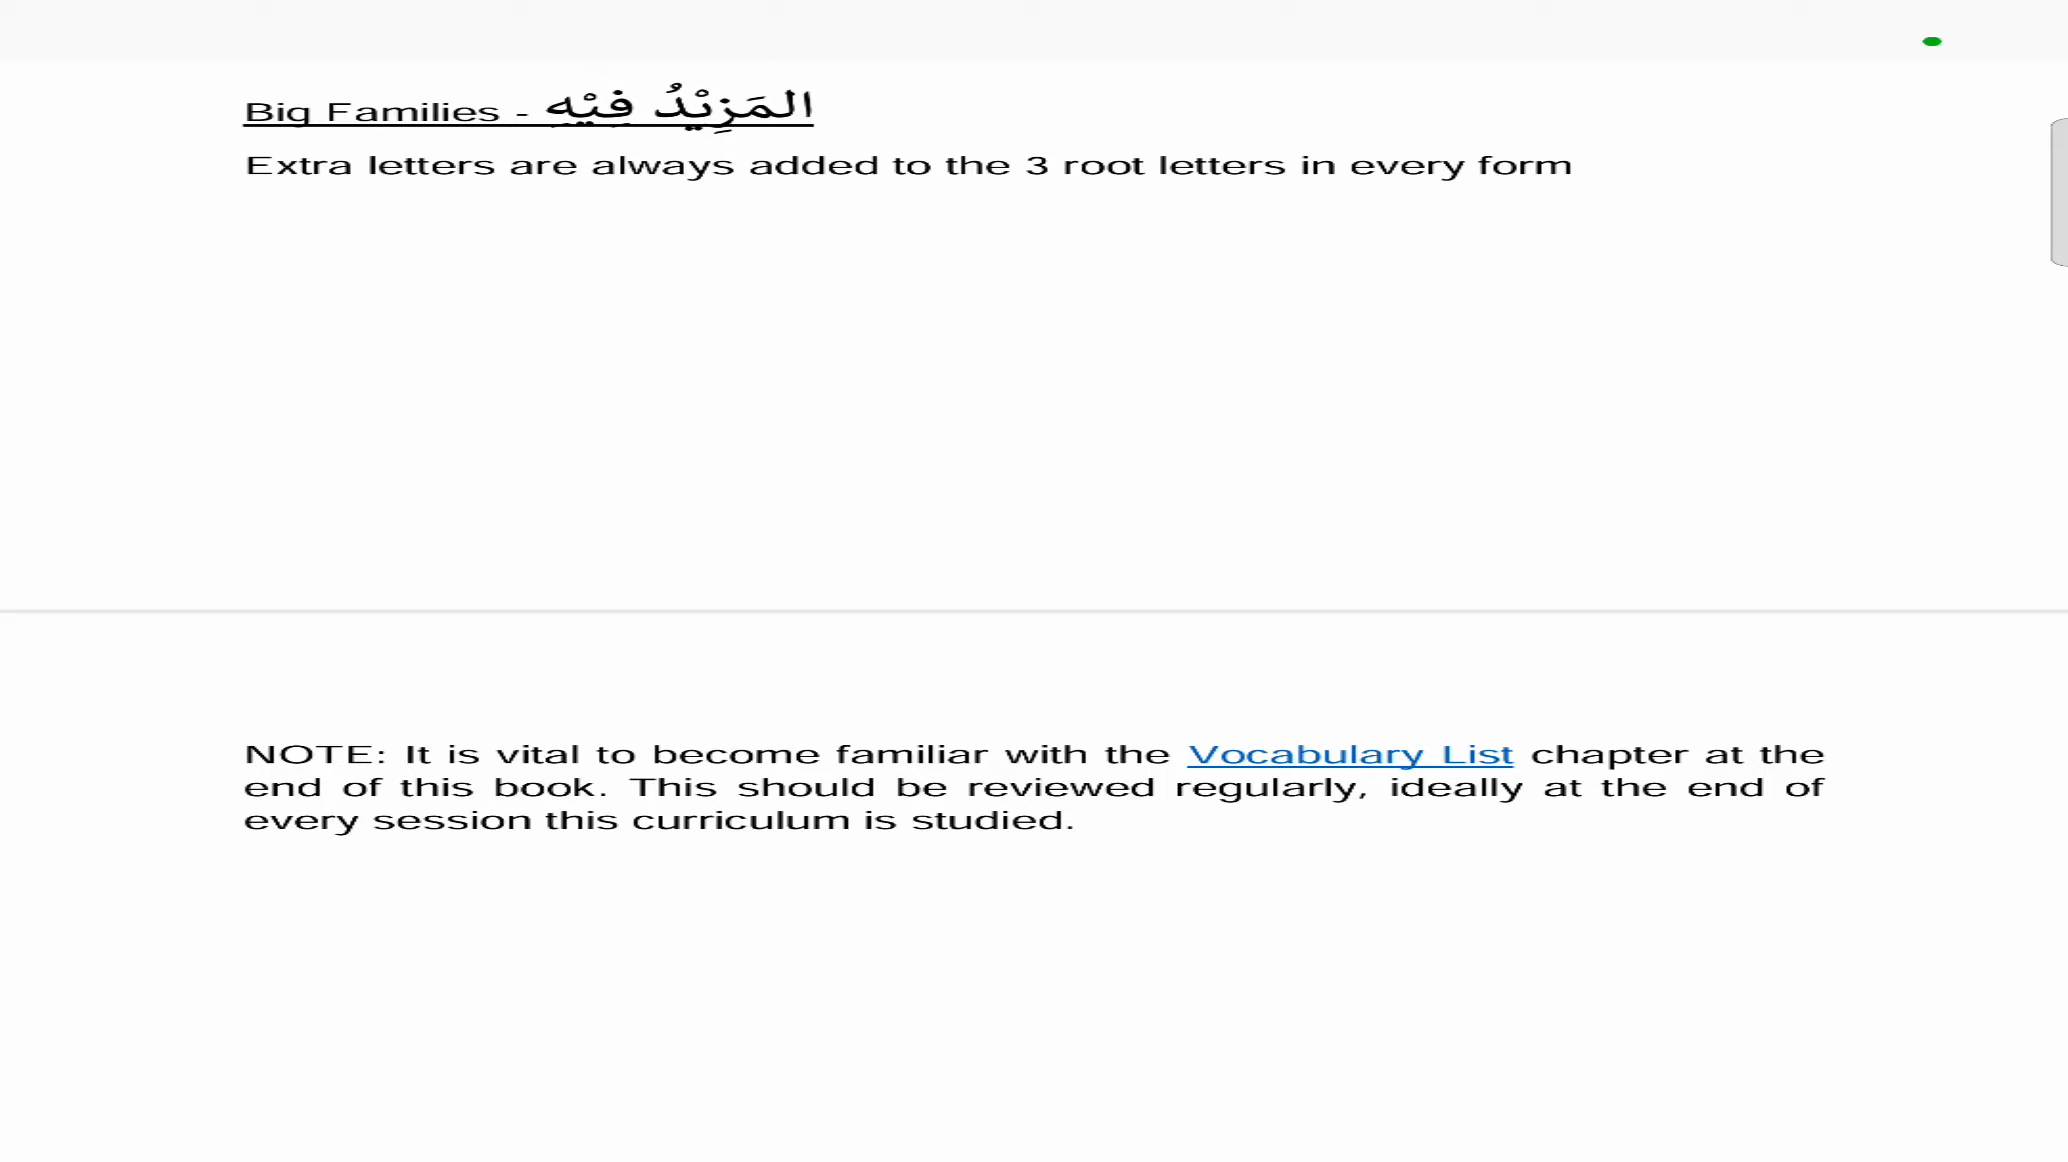 Big Families - المَزِيْدُ فِيْهِ
Extra letters are always added to the 3 root letters in every form
NOTE: It is vital to become familiar with the Vocabulary List chapter at the
end of this book. This should be reviewed regularly, ideally at the end of
every session this curriculum is studied.